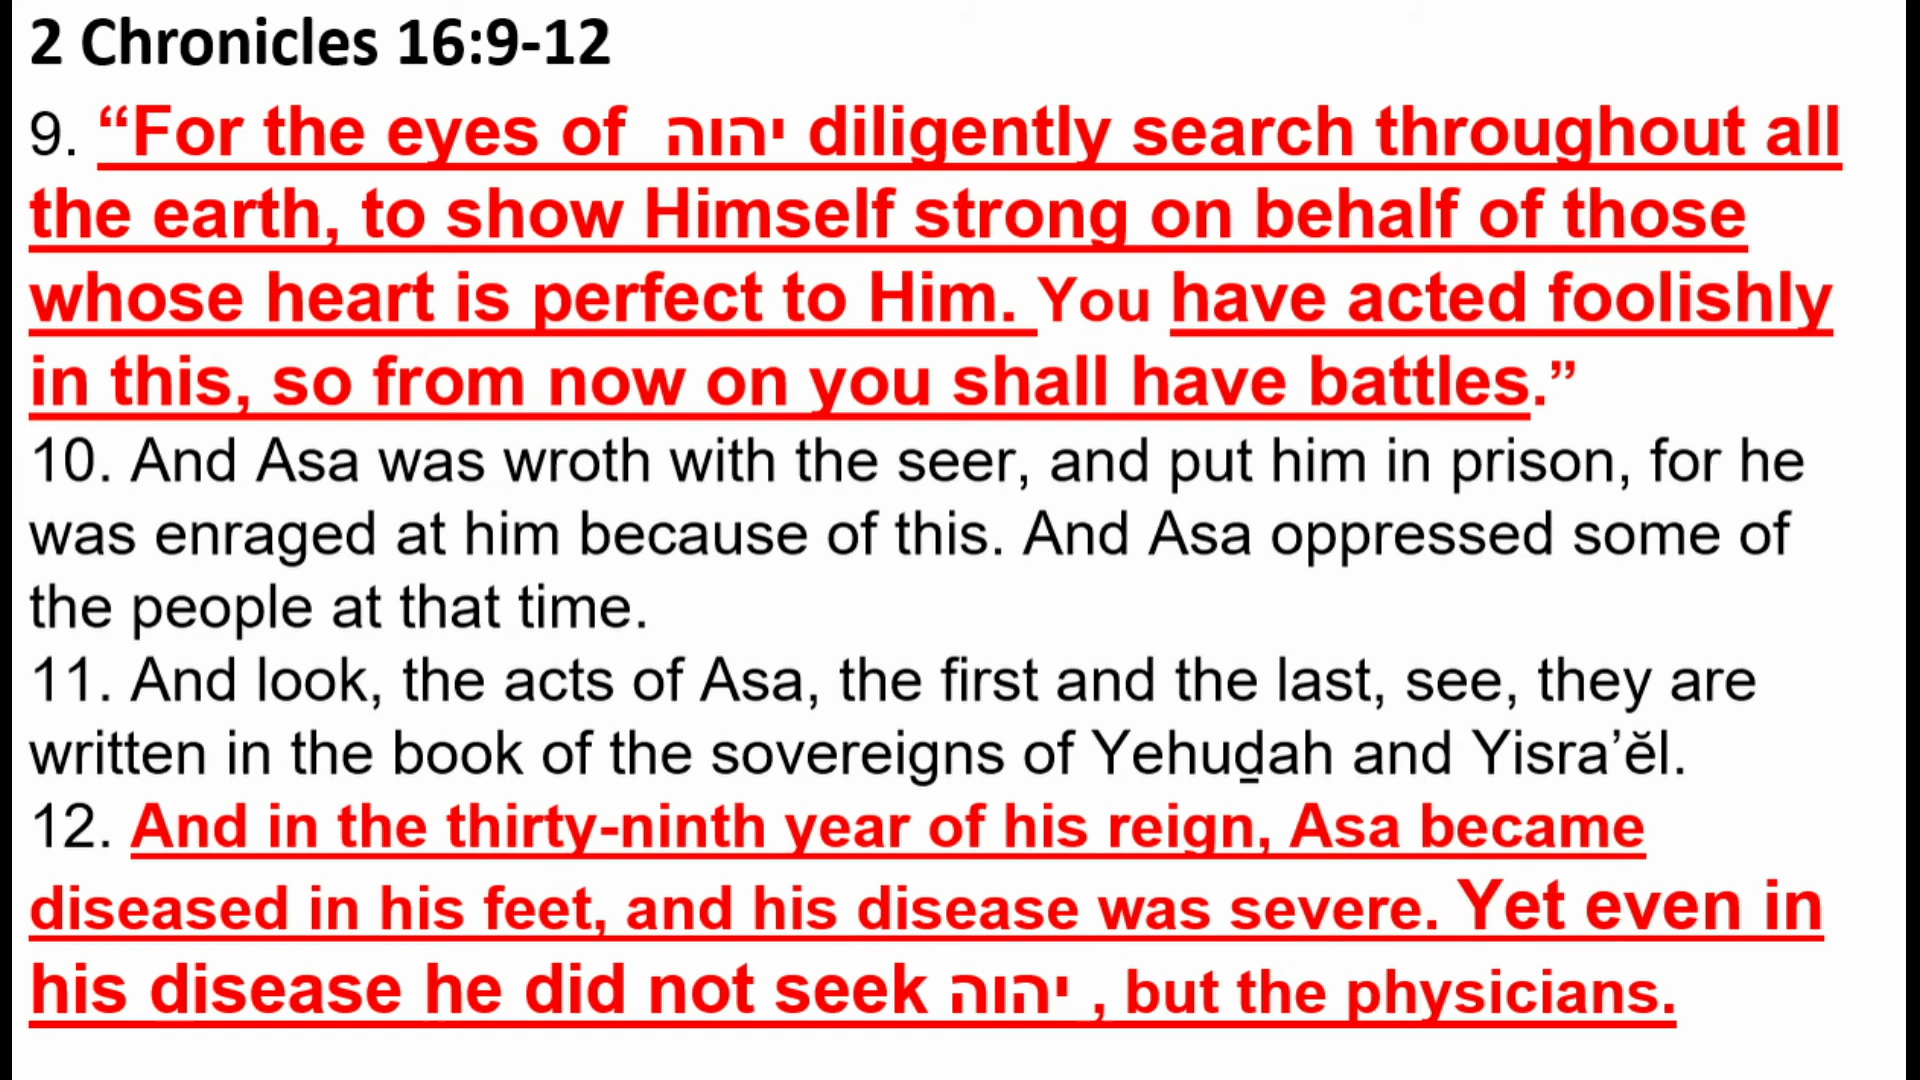 2 Chronicles 16:9-12
9. “For the eyes of יהוה diligently search throughout all
the earth, to show Himself strong on behalf of those
whose heart is perfect to Him. You have acted foolishly
in this, so from now on you shall have battles.”
10. And Asa was wroth with the seer, and put him in prison, for he
was enraged at him because of this. And Asa oppressed some of
the people at that time.
11. And look, the acts of Asa, the first and the last, see, they are
written in the book of the sovereigns of Yehuḏah and Yisra’ĕl.
12. And in the thirty-ninth year of his reign, Asa became
diseased in his feet, and his disease was severe. Yet even in
his disease he did not seek יהוה , but the physicians.